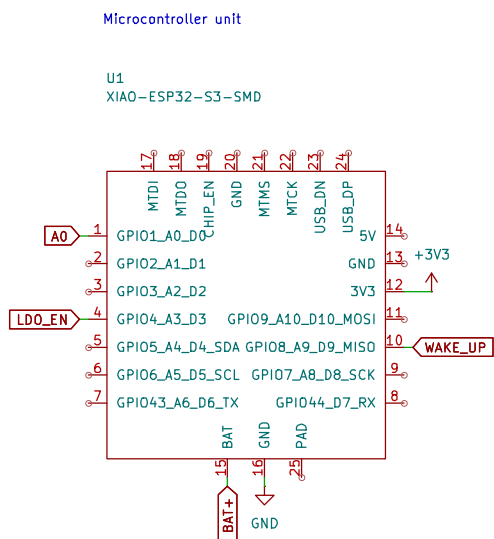 Microcontroller unit
U1
XIAO-ESP32-S3-SMD
17 18 19 20 21 22 23 24
MTDI MTDO CHIP_EN GND MTMS MTCK USB_DN USB_DP
A0 1 GPIO1_A0_D0 5V 14
2 GPIO2_A1_D1 GND 13 +3V3
3 GPIO3_A2_D2 3V3 12
LDO_EN 4 GPIO4_A3_D3 GPIO9_A10_D10_MOSI 11
5 GPIO5_A4_D4_SDA GPIO8_A9_D9_MISO 10 WAKE_UP
6 GPIO6_A5_D5_SCL GPIO7_A8_D8_SCK 9
7 GPIO43_A6_D6_TX GPIO44_D7_RX 8
BAT GND PAD
15 16 25
BAT+ GND